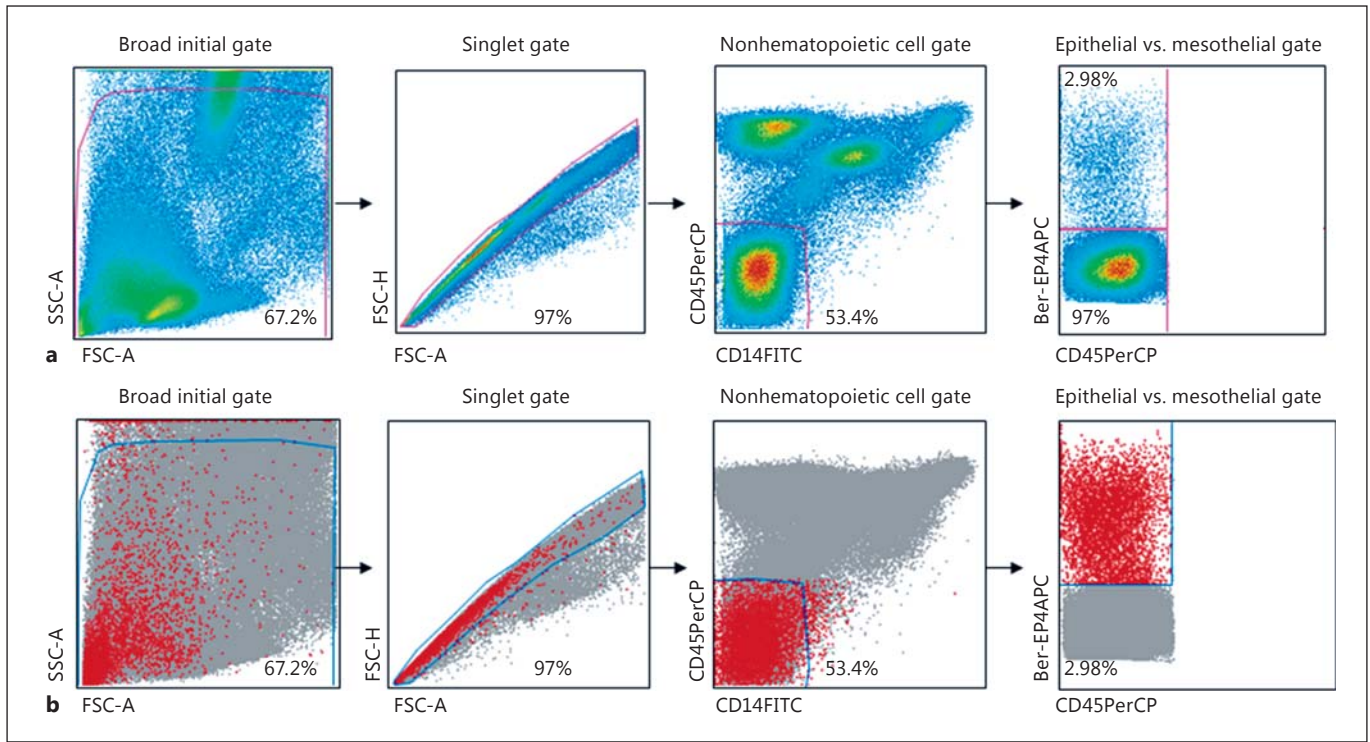 Broad initial gate
Singlet gate
Nonhematopoietic cell gate
Epithelial vs. mesothelial gate
SSC-A
67.2%
FSC-H
97%
CD45PerCP
53.4%
Ber-EP4APC
2.98%
97%
a
FSC-A
FSC-A
CD14FITC
CD45PerCP
Broad initial gate
Singlet gate
Nonhematopoietic cell gate
Epithelial vs. mesothelial gate
SSC-A
67.2%
FSC-H
97%
CD45PerCP
53.4%
Ber-EP4APC
2.98%
b
FSC-A
FSC-A
CD14FITC
CD45PerCP